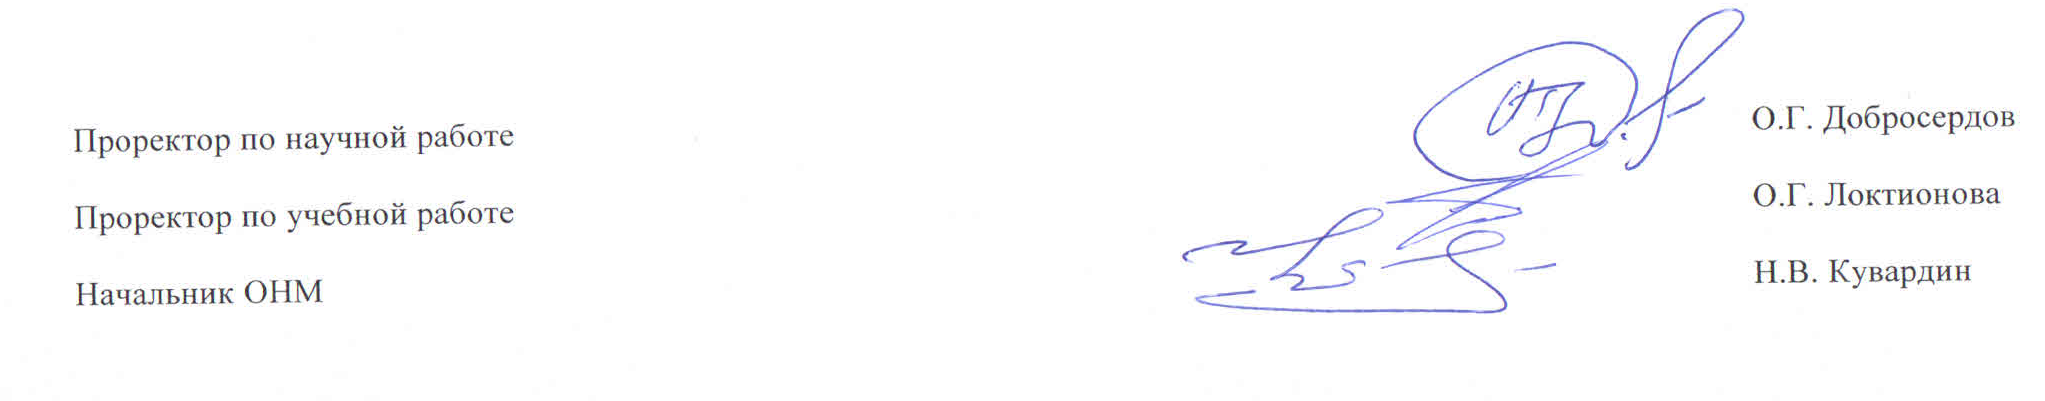 Проректор по научной работе О.Г. Добросердов
Проректор по учебной работе О.Г. Локтионова
Начальник ОНМ Н.В. Кувардин